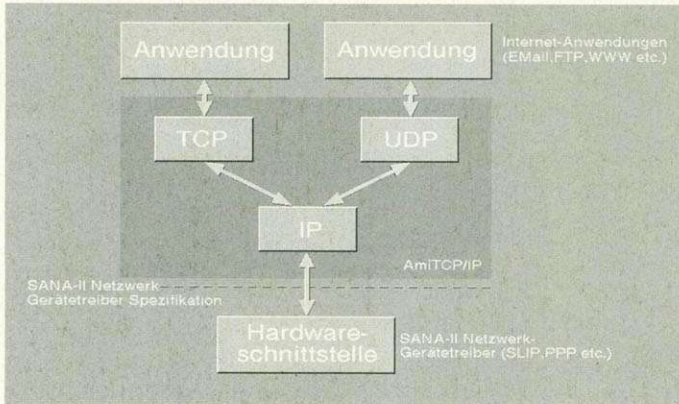 Anwendung
Anwendung
Internet-Anwendungen
(EMail,FTP,WWW etc.)
TCP
UDP
IP
AmiTCP/IP
SANA-II Netzwerk
Gerätetreiber Spezifikation
Hardware-
schnittstelle
SANA-II Netzwerk-
Gerätetreiber (SLIP,PPP etc.)